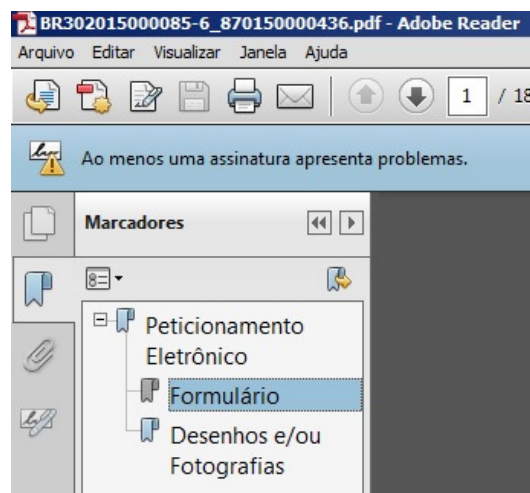 BR302015000085-6_870150000436.pdf - Adobe Reader
Arquivo Editar Visualizar Janela Ajuda
1 / 18
Ao menos uma assinatura apresenta problemas.
Marcadores
Peticionamento
Eletrônico
Formulário
Desenhos e/ou
Fotografias